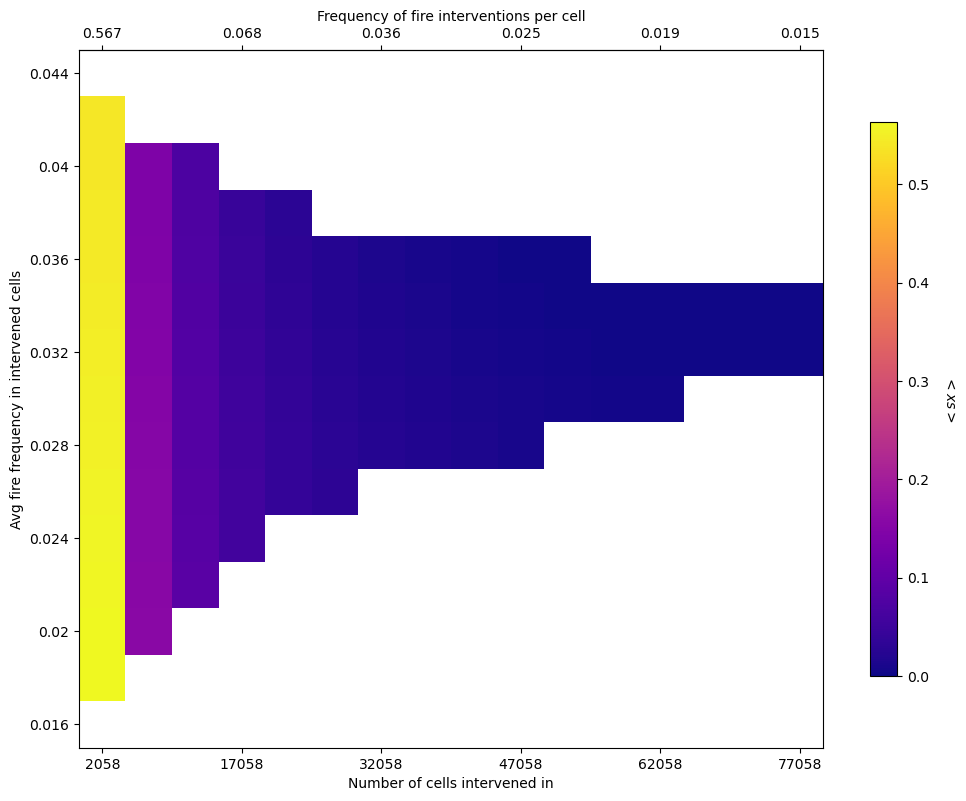 Frequency of fire interventions per cell
0.567 0.068 0.036 0.025 0.019 0.015
Avg fire frequency in intervened cells
0.044
0.04
0.036
0.032
0.028
0.024
0.02
0.016
2058 17058 32058 47058 62058 77058
Number of cells intervened in
0.5
0.4
0.3
0.2
0.1
0.0
<xs>